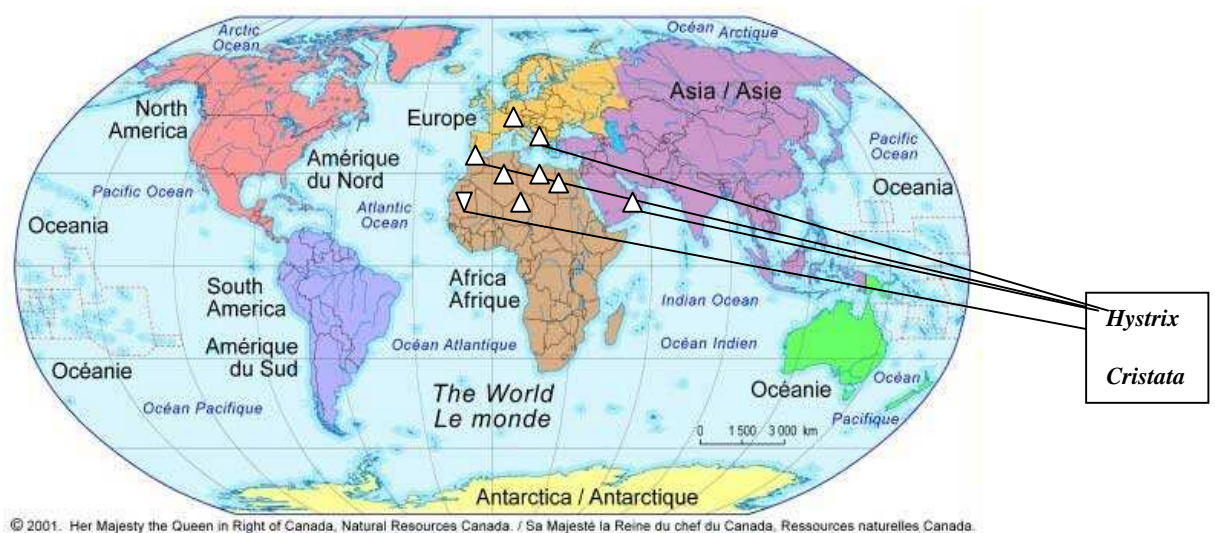 Arctic
Ocean
Océan
Arctique
North
America
Europe
Asia / Asie
Pacific
Ocean
Amérique
du Nord
Pacific Ocean
Oceania
Atlantic
Ocean
Oceania
South
America
Africa
Afrique
Indian Ocean
Hystrix
Cristata
Amérique
du Sud
Océan Atlantique
Océan Indien
Océanie
Océanie
Océan
Pacifique
Océan Pacifique
The World
Le monde
0 1 500 3 000 km
Antarctica / Antarctique
© 2001. Her Majesty the Queen in Right of Canada, Natural Resources Canada. / Sa Majesté la Reine du chef du Canada, Ressources naturelles Canada.